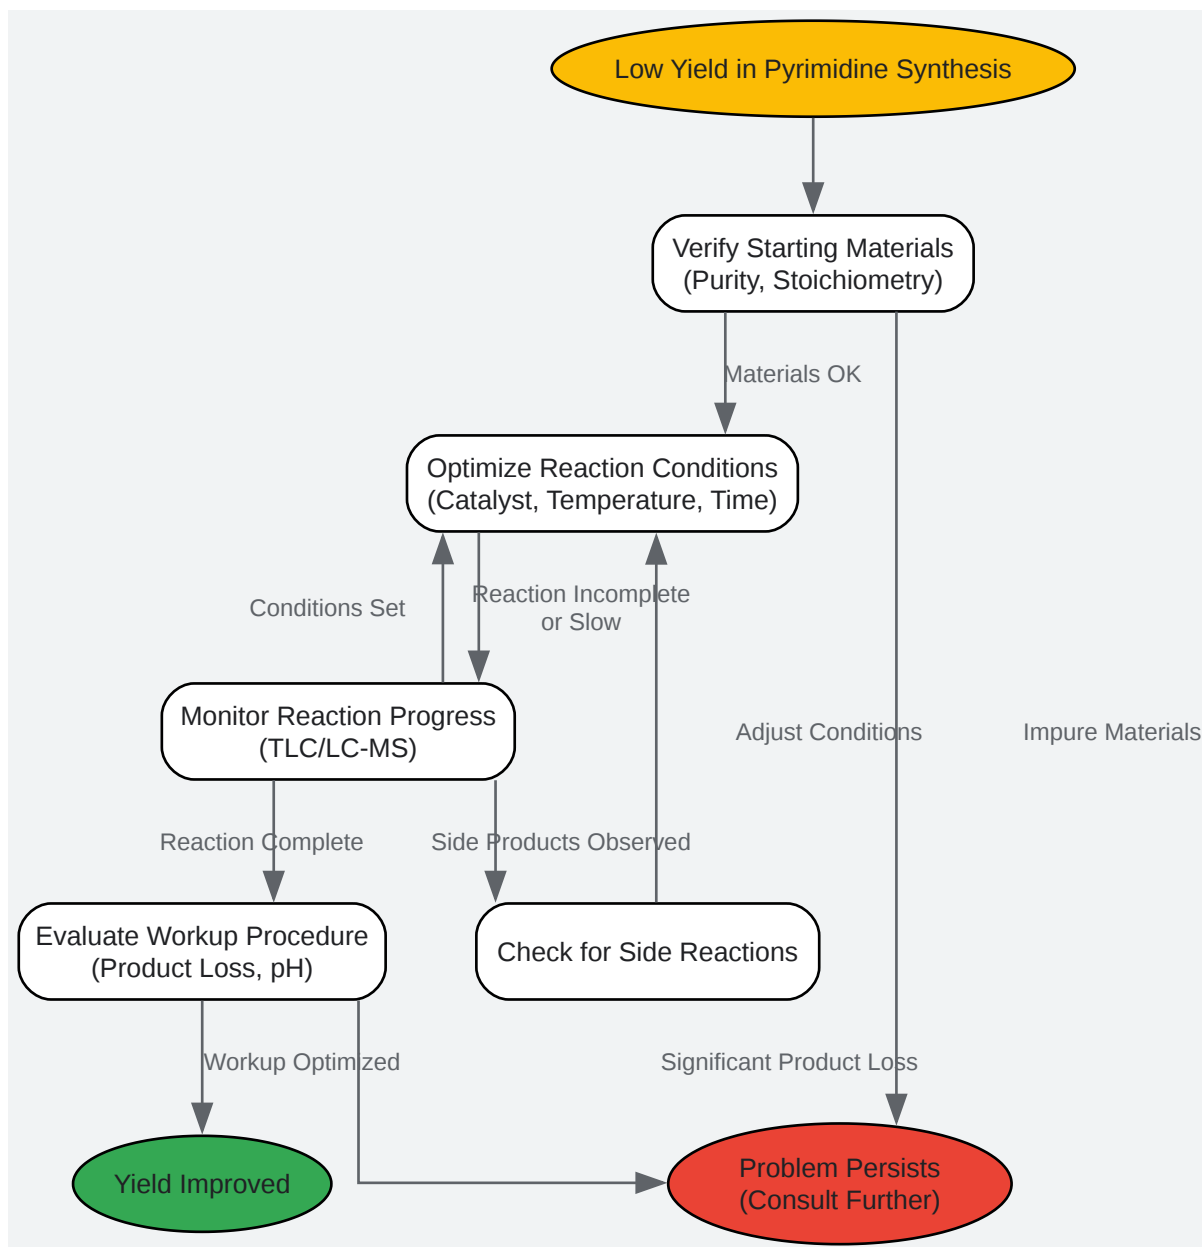 Low Yield in Pyrimidine Synthesis
Verify Starting Materials
(Purity, Stoichiometry)
Materials OK
Optimize Reaction Conditions
(Catalyst, Temperature, Time)
Conditions Set
Reaction Incomplete
or Slow
Monitor Reaction Progress
(TLC/LC-MS)
Adjust Conditions
Impure Materials
Reaction Complete
Side Products Observed
Evaluate Workup Procedure
(Product Loss, pH)
Check for Side Reactions
Workup Optimized
Significant Product Loss
Yield Improved
Problem Persists
(Consult Further)